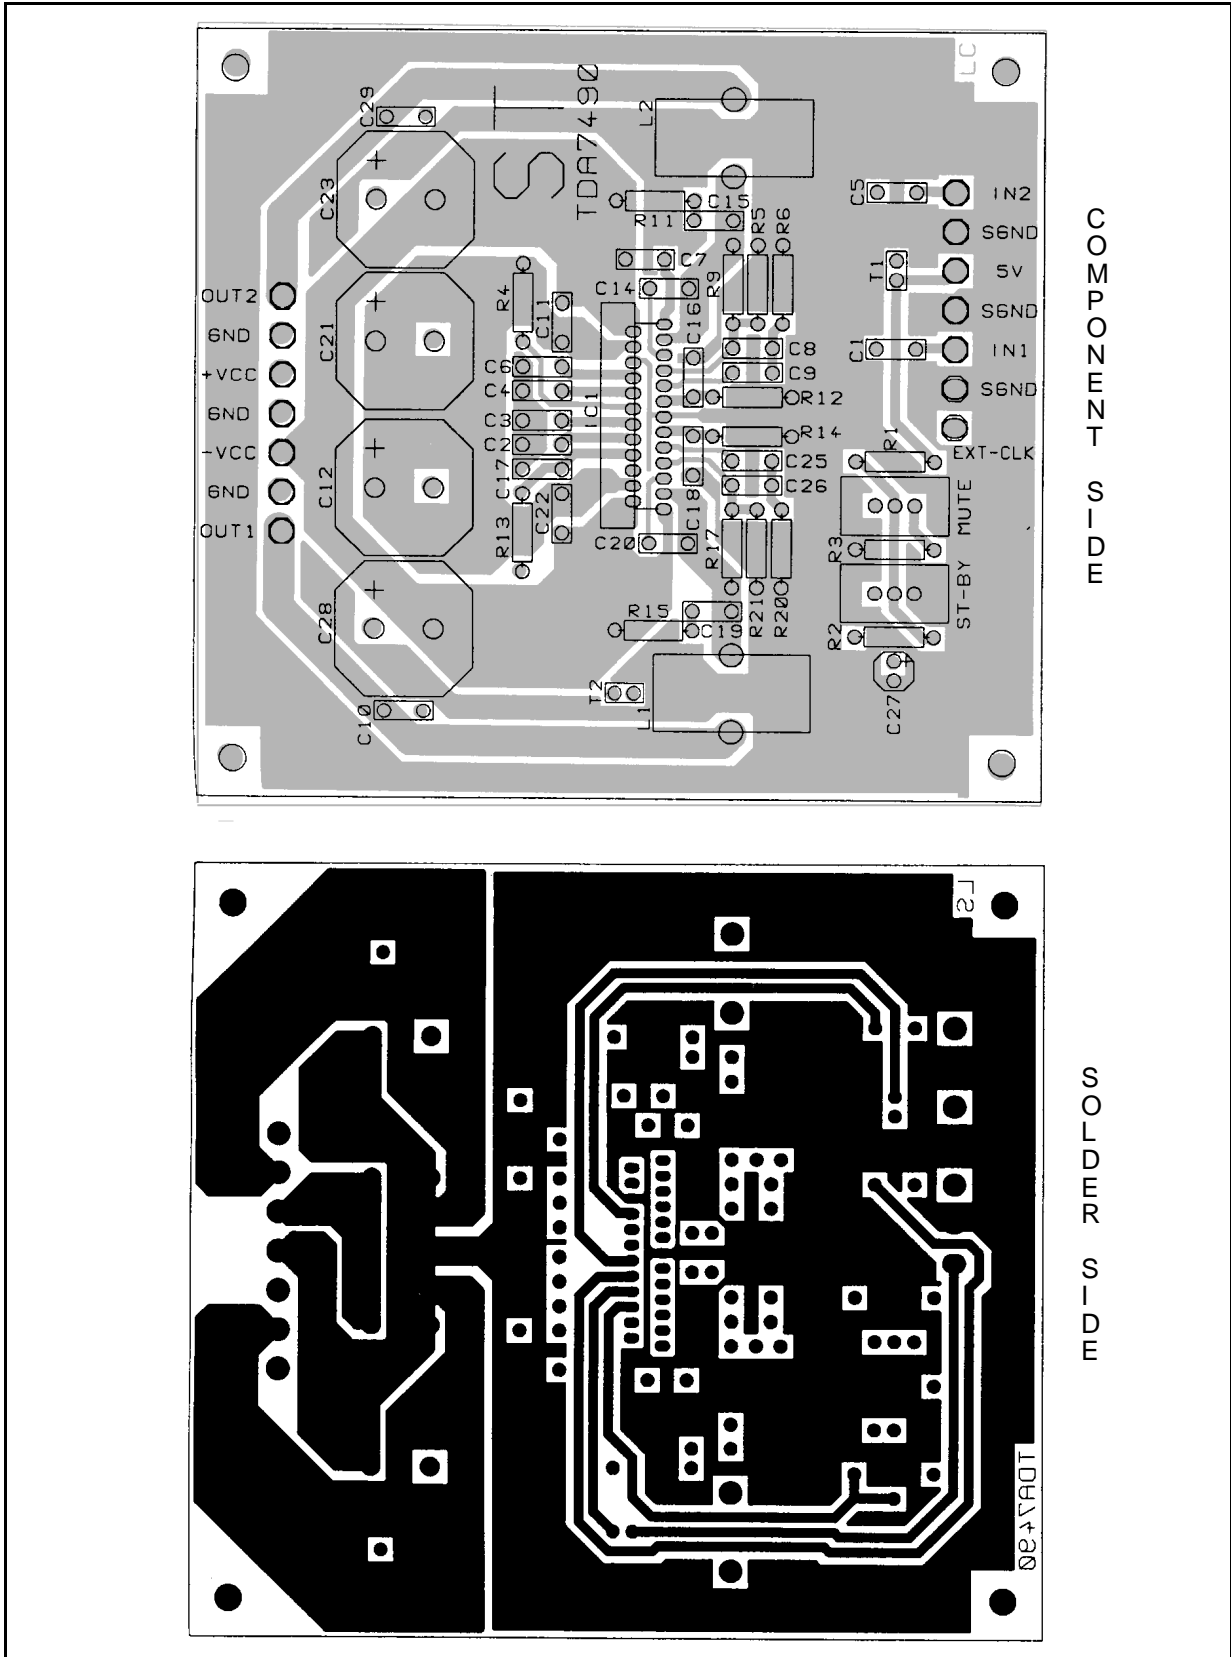 LC
C29
ST
TDA7490
L2
C23
C5
IN2
R11
C15
R5
R6
SGND
C7
T1
5V
OUT2
R4
C11
C14
R9
C16
SGND
GND
C21
C8
C1
IN1
+VCC
C6
C9
C4
SGND
GND
C3
IC1
R12
C2
R14
R1
EXT-CLK
-VCC
C12
C17
C25
GND
C26
C18
MUTE
OUT1
R13
C22
C20
R17
R3
R21
R20
ST-BY
C28
R15
C19
R2
T2
L1
C10
C27
COMPONENT SIDE
LS
TDA7490
SOLDER SIDE